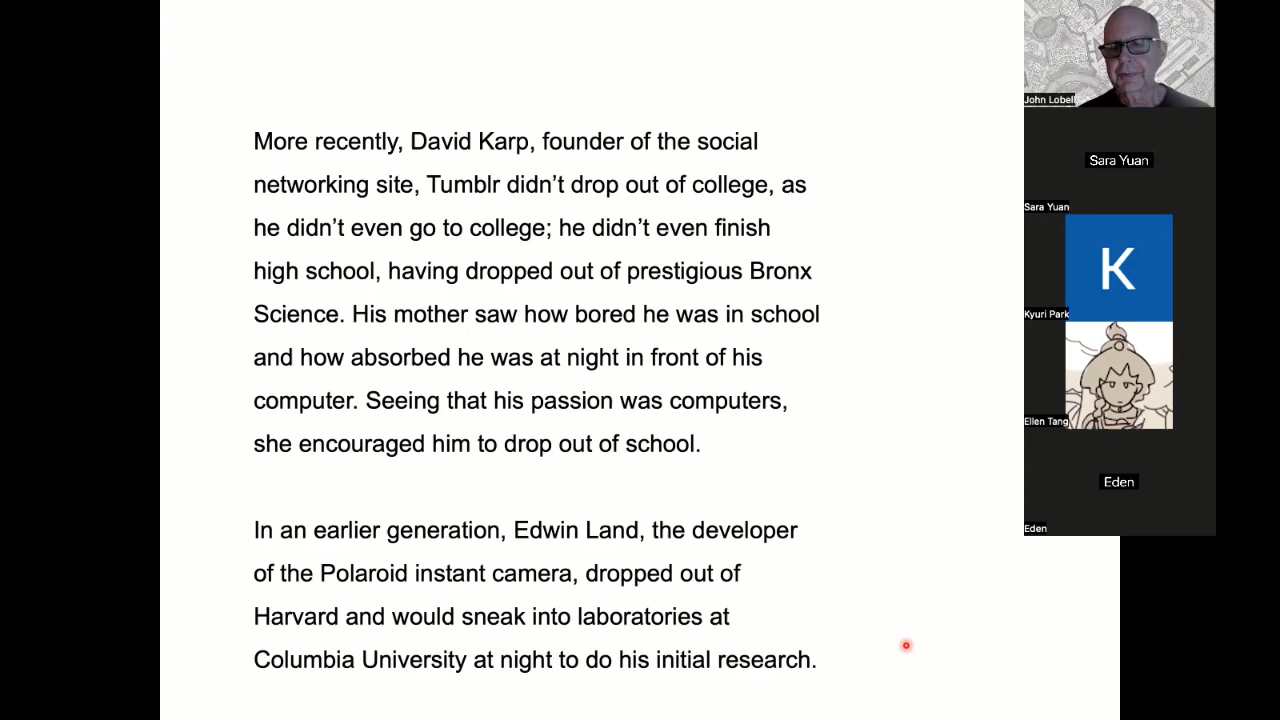 More recently, David Karp, founder of the social
networking site, Tumblr didn’t drop out of college, as
he didn’t even go to college; he didn’t even finish
high school, having dropped out of prestigious Bronx
Science. His mother saw how bored he was in school
and how absorbed he was at night in front of his
computer. Seeing that his passion was computers,
she encouraged him to drop out of school.
In an earlier generation, Edwin Land, the developer
of the Polaroid instant camera, dropped out of
Harvard and would sneak into laboratories at
Columbia University at night to do his initial research.
John Lobell
Sara Yuan
Sara Yuan
K
Kyuri Park
Ellen Tang
Eden
Eden